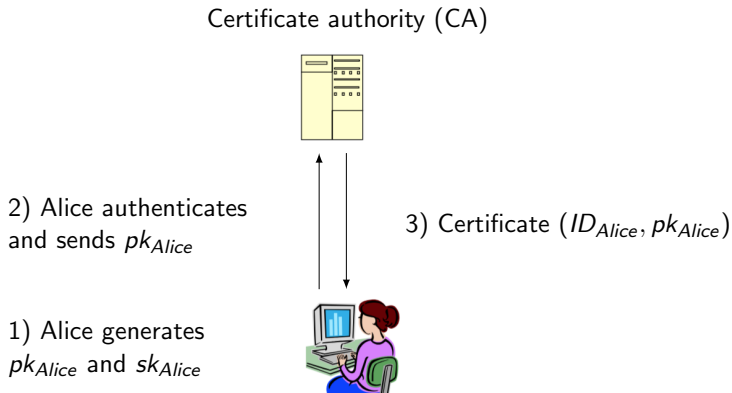 Certificate authority (CA)
2) Alice authenticates
and sends pk_Alice
3) Certificate (ID_Alice, pk_Alice)
1) Alice generates
pk_Alice and sk_Alice